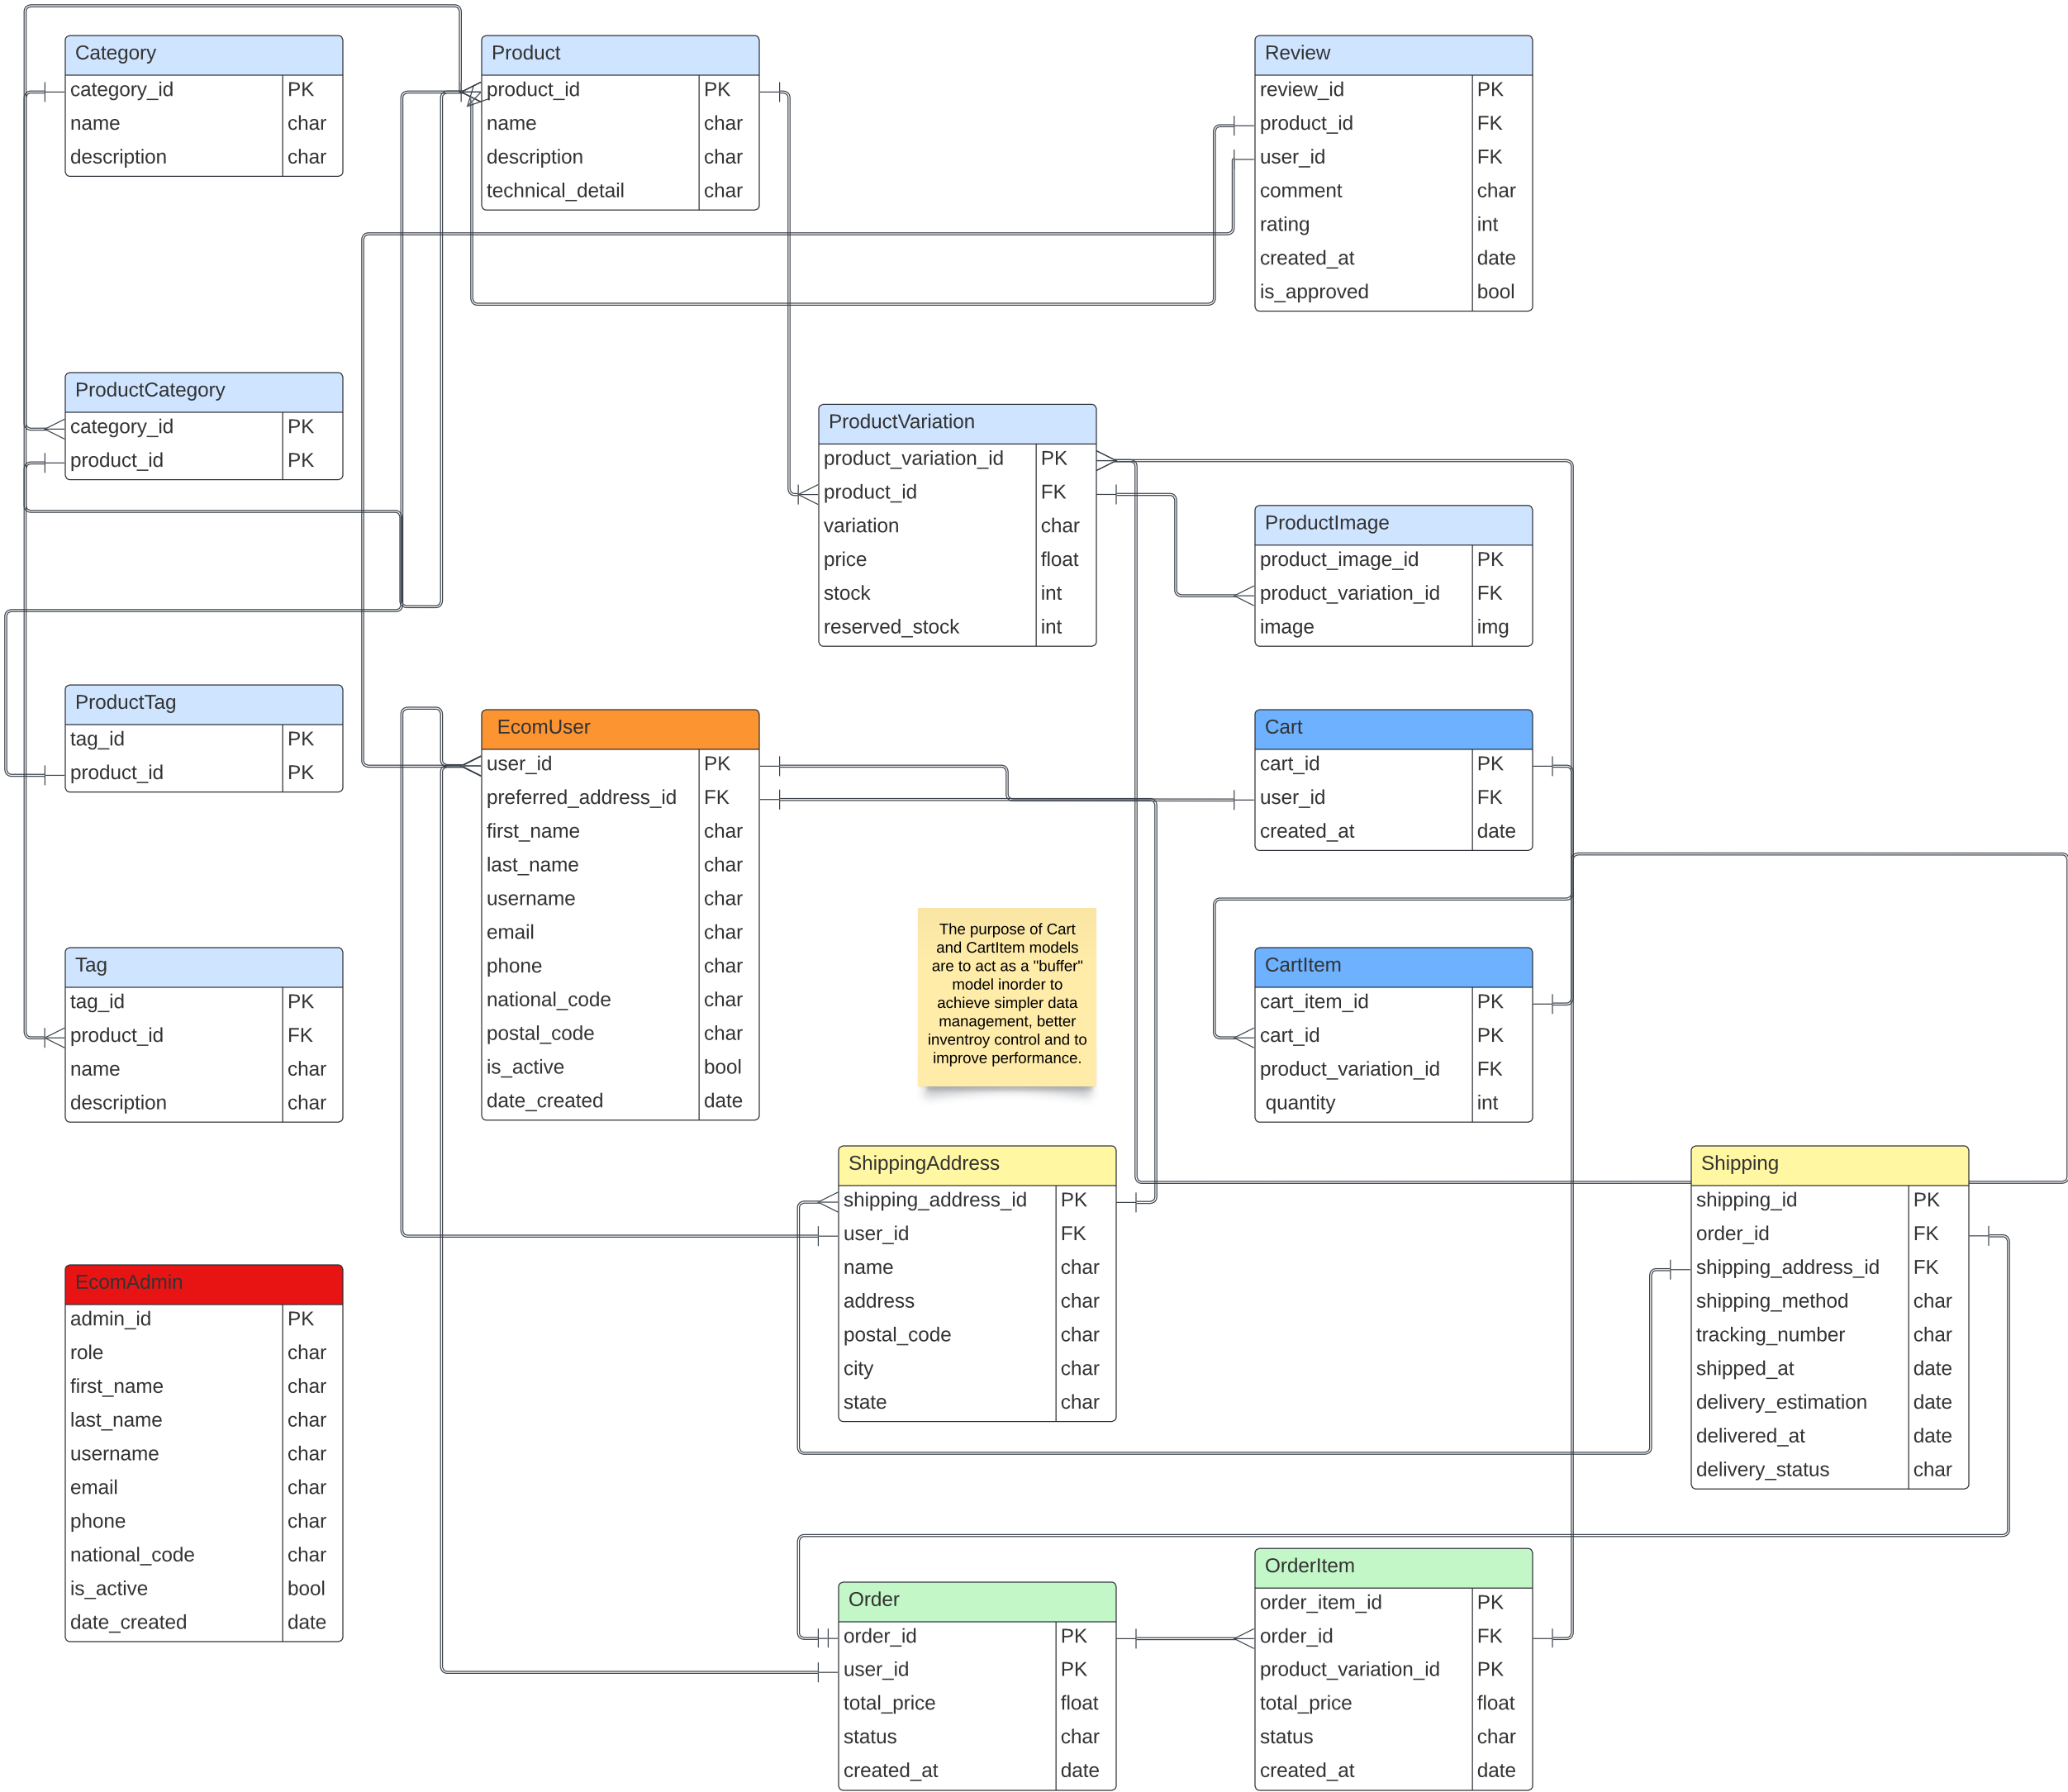 Category
category_id PK
name char
description char
Product
product_id PK
name char
description char
technical_detail char
Review
review_id PK
product_id FK
user_id FK
comment char
rating int
created_at date
is_approved bool
ProductCategory
category_id PK
product_id PK
ProductVariation
product_variation_id PK
product_id FK
variation char
price float
stock int
reserved_stock int
ProductImage
product_image_id PK
product_variation_id FK
image img
ProductTag
tag_id PK
product_id PK
EcomUser
user_id PK
preferred_address_id FK
first_name char
last_name char
username char
email char
phone char
national_code char
postal_code char
is_active bool
date_created date
Cart
cart_id PK
user_id FK
created_at date
The purpose of Cart
and CartItem models
are to act as a "buffer"
model inorder to
achieve simpler data
management, better
inventroy control and to
improve performance.
Tag
tag_id PK
product_id FK
name char
description char
CartItem
cart_item_id PK
cart_id PK
product_variation_id FK
quantity int
ShippingAddress
shipping_address_id PK
user_id FK
name char
address char
postal_code char
city char
state char
Shipping
shipping_id PK
order_id FK
shipping_address_id FK
shipping_method char
tracking_number char
shipped_at date
delivery_estimation date
delivered_at date
delivery_status char
EcomAdmin
admin_id PK
role char
first_name char
last_name char
username char
email char
phone char
national_code char
is_active bool
date_created date
Order
order_id PK
user_id PK
total_price float
status char
created_at date
OrderItem
order_item_id PK
order_id FK
product_variation_id PK
total_price float
status char
created_at date